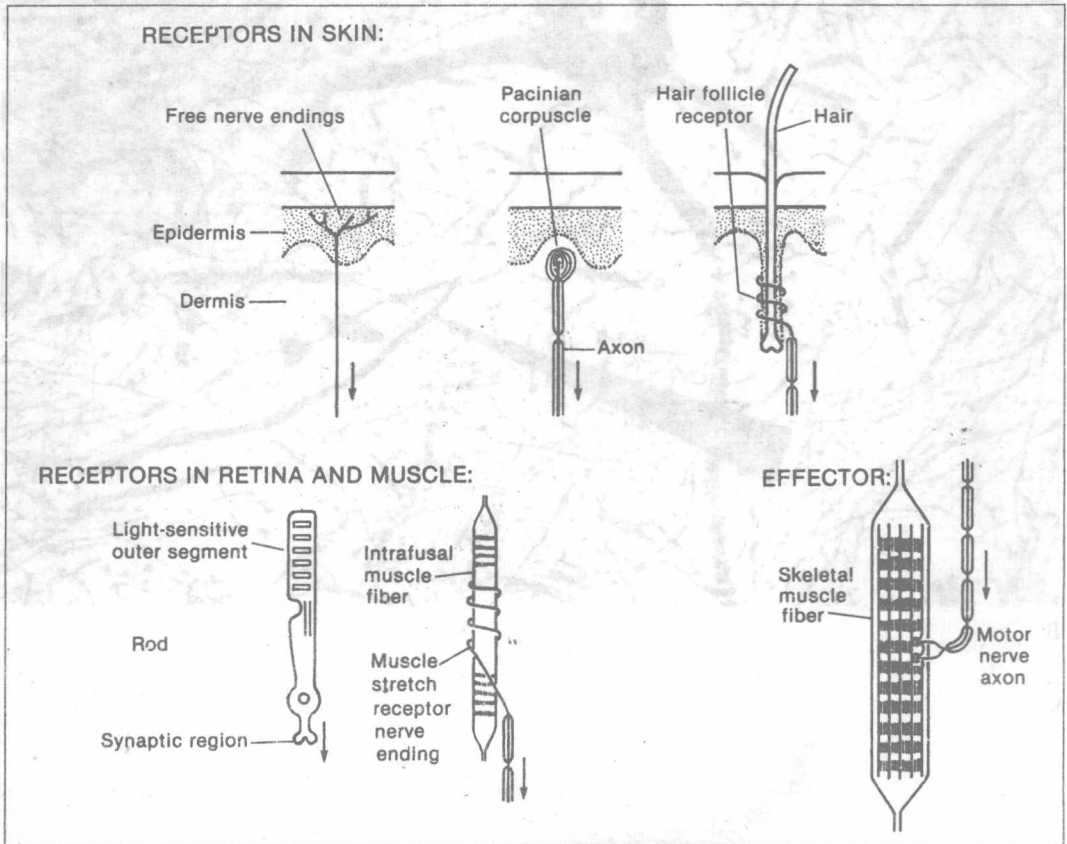 RECEPTORS IN SKIN:
Free nerve endings
Pacinian
corpuscle
Hair follicle
receptor
Hair
Epidermis
Dermis
Axon
RECEPTORS IN RETINA AND MUSCLE:
EFFECTOR:
Light-sensitive
outer segment
Intrafusal
muscle
fiber
Skeletal
muscle
fiber
Rod
Muscle
stretch
receptor
nerve
ending
Motor
nerve
axon
Synaptic region